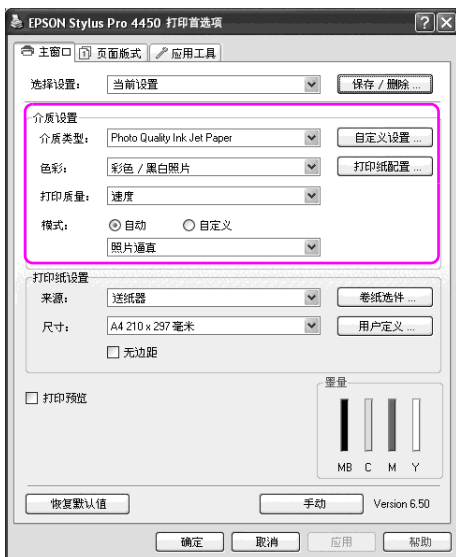 EPSON Stylus Pro 4450 打印首选项
主窗口 页面版式 应用工具
选择设置: 当前设置 保存 / 删除 ...
介质设置
介质类型: Photo Quality Ink Jet Paper 自定义设置 ...
色彩: 彩色 / 黑白照片 打印纸配置 ...
打印质量: 速度
模式: 自动 自定义
照片逼真
打印纸设置
来源: 送纸器 卷纸选件 ...
尺寸: A4 210 x 297 毫米 用户定义 ...
无边距
打印预览
墨量
MB C M Y
恢复默认值 手动 Version 6.50
确定 取消 应用 帮助